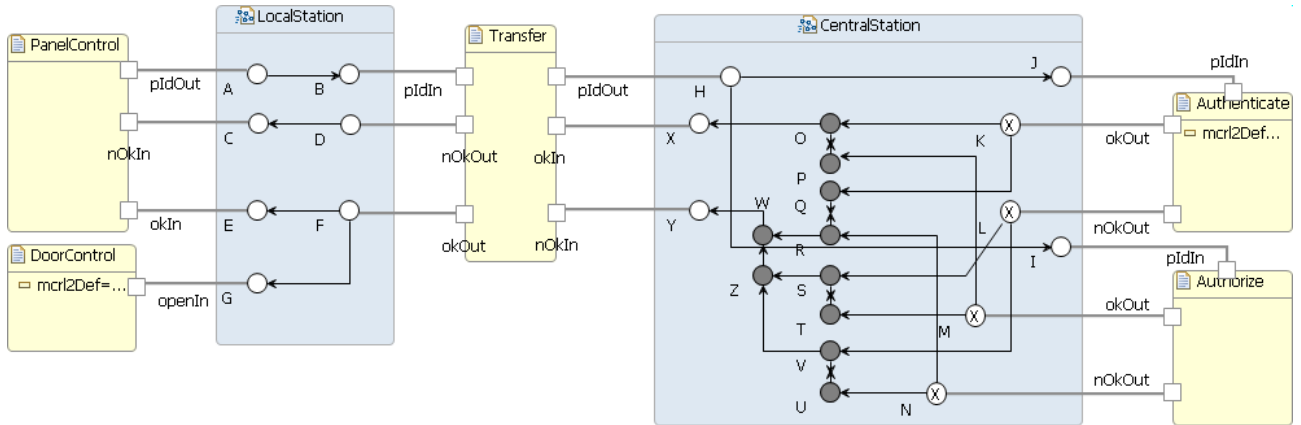 LocalStation
CentralStation
PanelControl
Transfer
pIdOut
A
B
pIdIn
pIdOut
H
J
pIdIn
Authenticate
mcrl2Def...
C
D
nOkIn
nOkOut
okIn
X
O
K
okOut
X
P
Q
W
L
X
nOkOut
okIn
E
F
okOut
nOkIn
Y
R
I
pIdIn
DoorControl
mcrl2Def=...
openIn
G
Z
S
Authorize
T
M
X
okOut
V
U
N
X
nOkOut